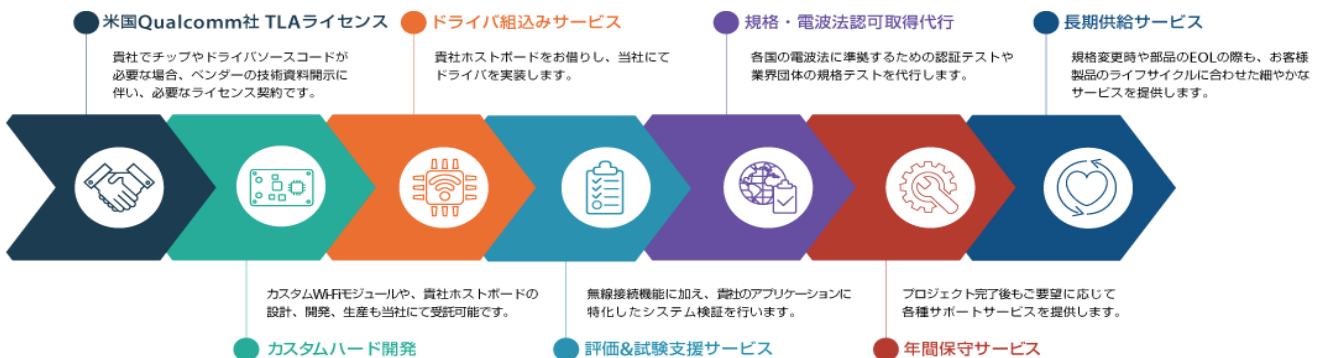 米国Qualcomm社 TLAライセンス
貴社でチップやドライバソースコードが
必要な場合、ベンダーの技術資料開示に
伴い、必要なライセンス契約です。
ドライバ組込みサービス
貴社ホストボードをお借りし、当社にて
ドライバを実装します。
規格・電波法認可取得代行
各国の電波法に準拠するための認証テストや
業界団体の規格テストを代行します。
長期供給サービス
規格変更時や部品のEOLの際も、お客様
製品のライフサイクルに合わせた細やかな
サービスを提供します。
カスタムWi-Fiモジュールや、貴社ホストボードの
設計、開発、生産も当社にて受託可能です。
カスタムハード開発
無線接続機能に加え、貴社のアプリケーションに
特化したシステム検証を行います。
評価&試験支援サービス
プロジェクト完了後もご要望に応じて
各種サポートサービスを提供します。
年間保守サービス